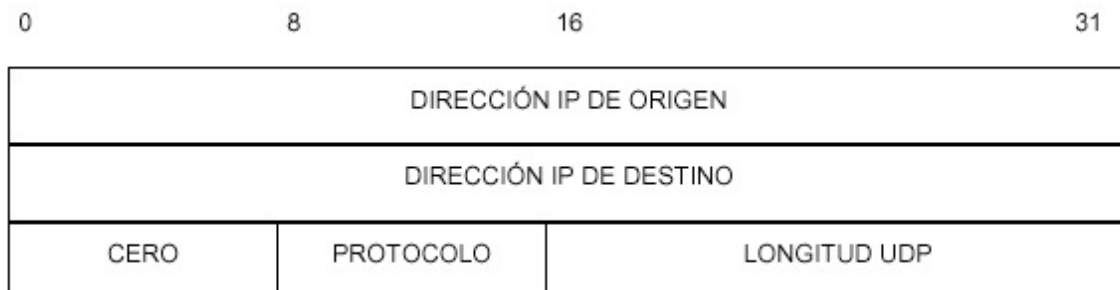 0 8 16 31
DIRECCIÓN IP DE ORIGEN
DIRECCIÓN IP DE DESTINO
CERO PROTOCOLO LONGITUD UDP